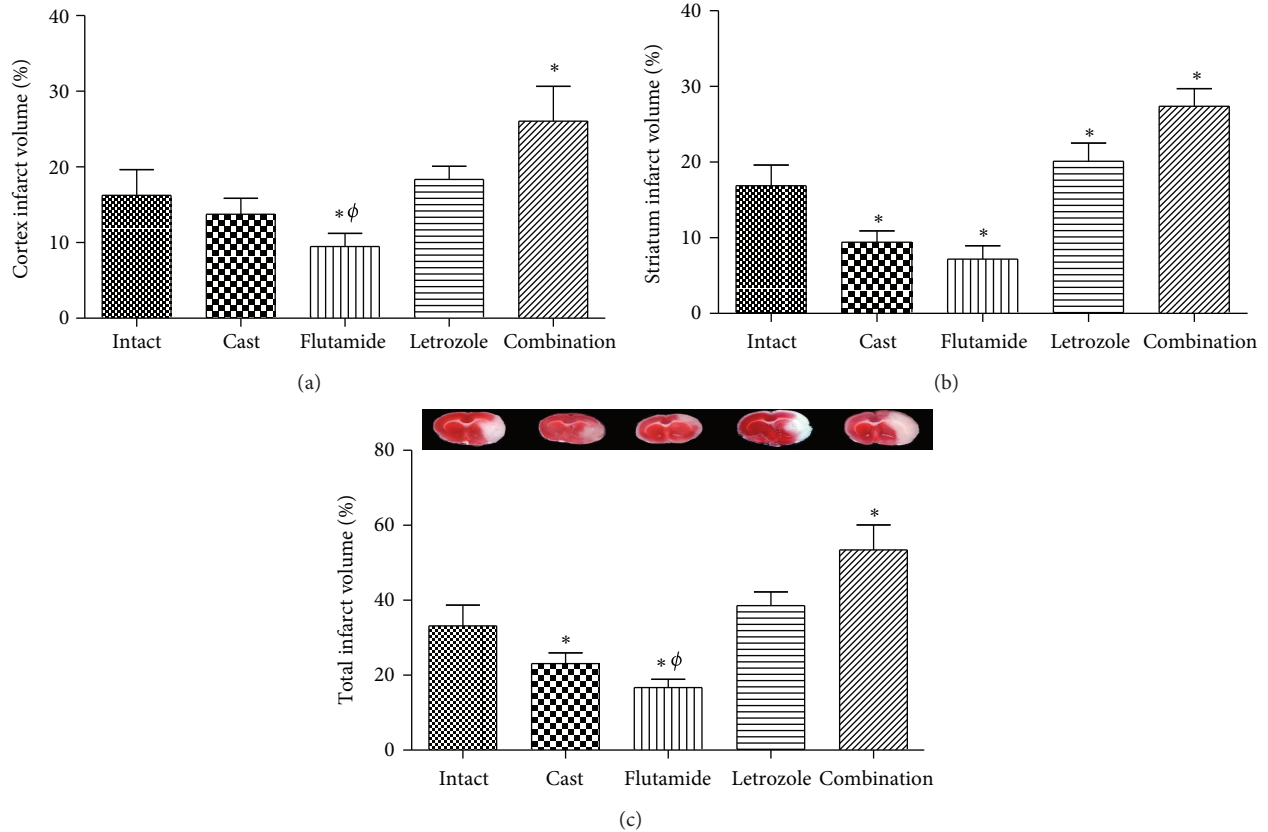 Cortex infarct volume (%)
40
30
20
10
0
*ϕ
*
Intact Cast Flutamide Letrozole Combination
(a)
Striatum infarct volume (%)
40
30
20
10
0
*
*
*
*
Intact Cast Flutamide Letrozole Combination
(b)
Total infarct volume (%)
80
60
40
20
0
*
*ϕ
*
Intact Cast Flutamide Letrozole Combination
(c)